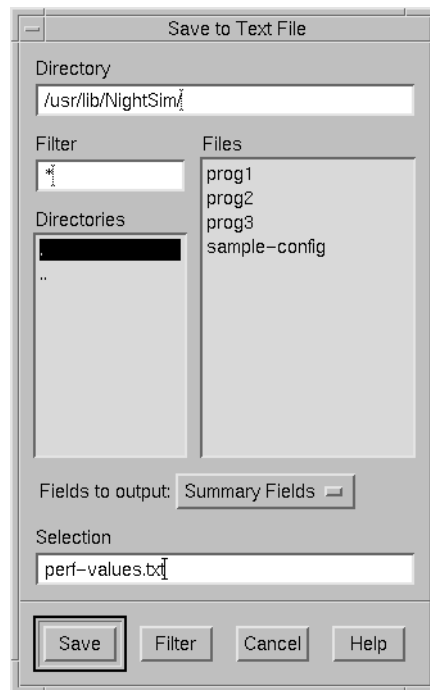 Save to Text File
Directory
/usr/lib/NightSim/
Filter
*
Files
prog1
prog2
prog3
sample-config
Directories
.
..
Fields to output: Summary Fields
Selection
perf-values.txt
Save Filter Cancel Help